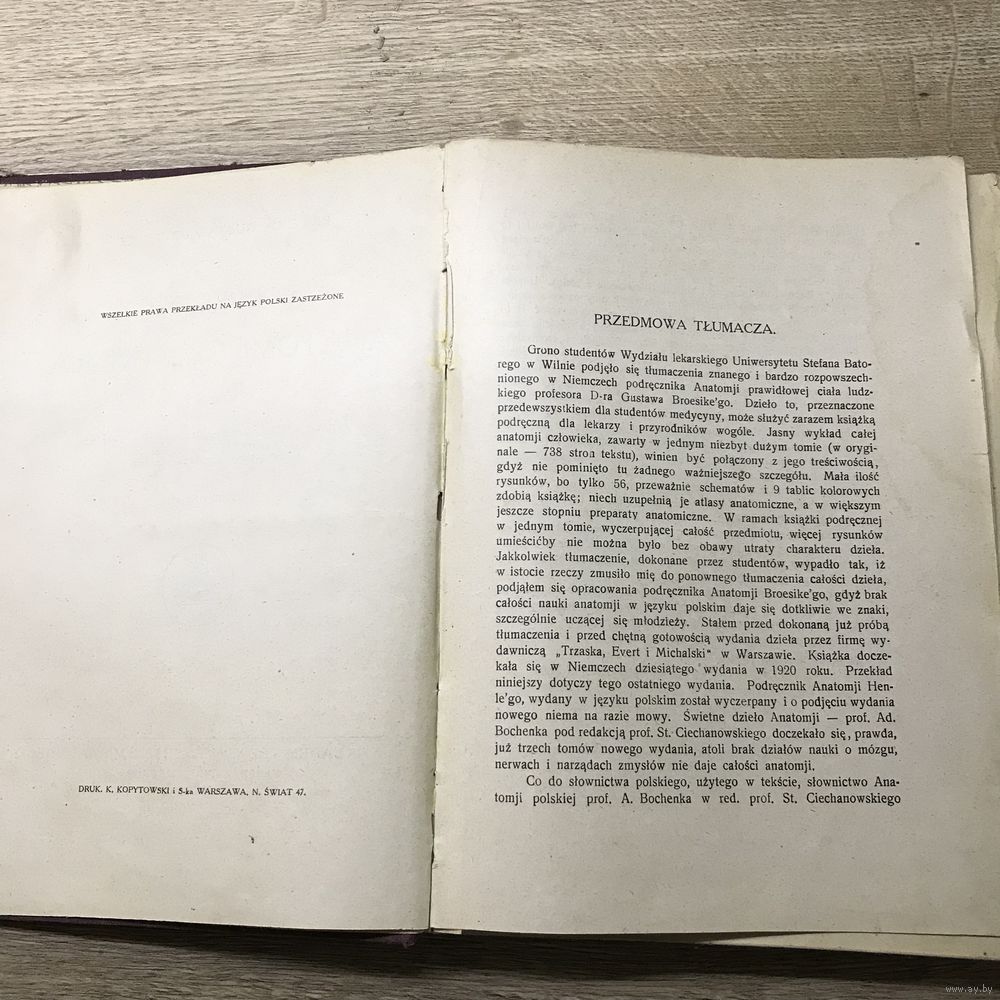 WSZELKIE PRAWA PRZEKŁADU NA JĘZYK POLSKI ZASTZEŻONE
DRUK. K. KOPYTOWSKI i S-ka WARSZAWA, N. ŚWIAT 47.
PRZEDMOWA TŁUMACZA.
Grono studentów Wydziału lekarskiego Uniwersytetu Stefana Bato-
rego w Wilnie podjęło się tłumaczenia znanego i bardzo rozpowszech-
nionego w Niemczech podręcznika Anatomji prawidłowej ciała ludz-
kiego profesora D-ra Gustawa Broesike'go. Dzieło to, przeznaczone
przedewszystkiem dla studentów medycyny, może służyć zarazem książką
podręczną dla lekarzy i przyrodników wogóle. Jasny wykład całej
anatomji człowieka, zawarty w jednym niezbyt dużym tomie (w orygi-
nale — 738 stron tekstu), winien być połączony z jego treściwością,
gdyż nie pominięto tu żadnego ważniejszego szczegółu. Mała ilość
rysunków, bo tylko 56, przeważnie schematów i 9 tablic kolorowych
zdobią książkę; niech uzupełnią je atlasy anatomiczne, a w większym
jeszcze stopniu preparaty anatomiczne. W ramach książki podręcznej
w jednym tomie, wyczerpującej całość przedmiotu, więcej rysunków
umieścićby nie można było bez obawy utraty charakteru dzieła.
Jakkolwiek tłumaczenie, dokonane przez studentów, wypadło tak, iż
w istocie rzeczy zmusiło mię do ponownego tłumaczenia całości dzieła,
podjąłem się opracowania podręcznika Anatomji Broesike'go, gdyż brak
całości nauki anatomji w języku polskim daje się dotkliwie we znaki,
szczególnie uczącej się młodzieży. Stałem przed dokonaną już próbą
tłumaczenia i przed chętną gotowością wydania dzieła przez firmę wy-
dawniczą „Trzaska, Evert i Michalski" w Warszawie. Książka docze-
kała się w Niemczech dziesiątego wydania w 1920 roku. Przekład
niniejszy dotyczy tego ostatniego wydania. Podręcznik Anatomji Hen-
le'go, wydany w języku polskim został wyczerpany i o podjęciu wydania
nowego niema na razie mowy. Świetne dzieło Anatomji — prof. Ad.
Bochenka pod redakcją prof. St. Ciechanowskiego doczekało się, prawda,
już trzech tomów nowego wydania, atoli brak działów nauki o mózgu,
nerwach i narządach zmysłów nie daje całości anatomji.
Co do słownictwa polskiego, użytego w tekście, słownictwo Ana-
tomji polskiej prof. A. Bochenka w red. prof. St. Ciechanowskiego
www.ay.by